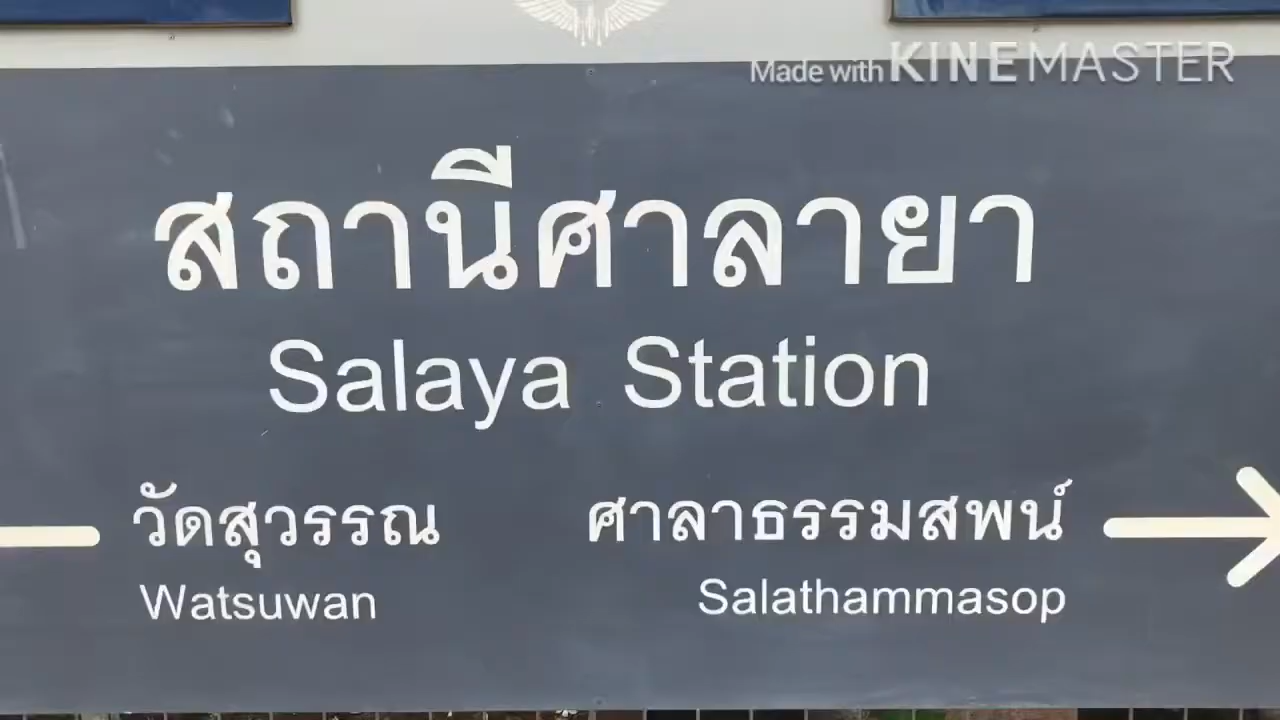 Made with KINEMASTER
สถานีศาลายา
Salaya Station
วัดสุวรรณ
ศาลาธรรมสพน์
Watsuwan
Salathammasop